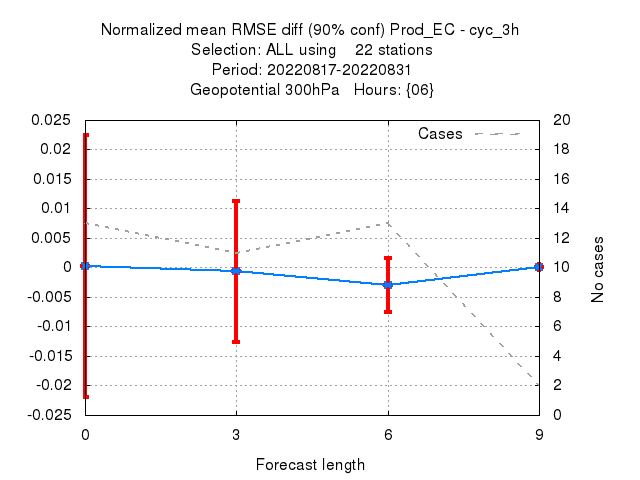 Normalized mean RMSE diff (90% conf) Prod_EC - cyc_3h
Selection: ALL using    22 stations
Period: 20220817-20220831
Geopotential 300hPa   Hours: {06}
0.025
0.02
0.015
0.01
0.005
0
-0.005
-0.01
-0.015
-0.02
-0.025
Cases
20
18
16
14
12
10
8
6
4
2
0
No cases
0 3 6 9
Forecast length